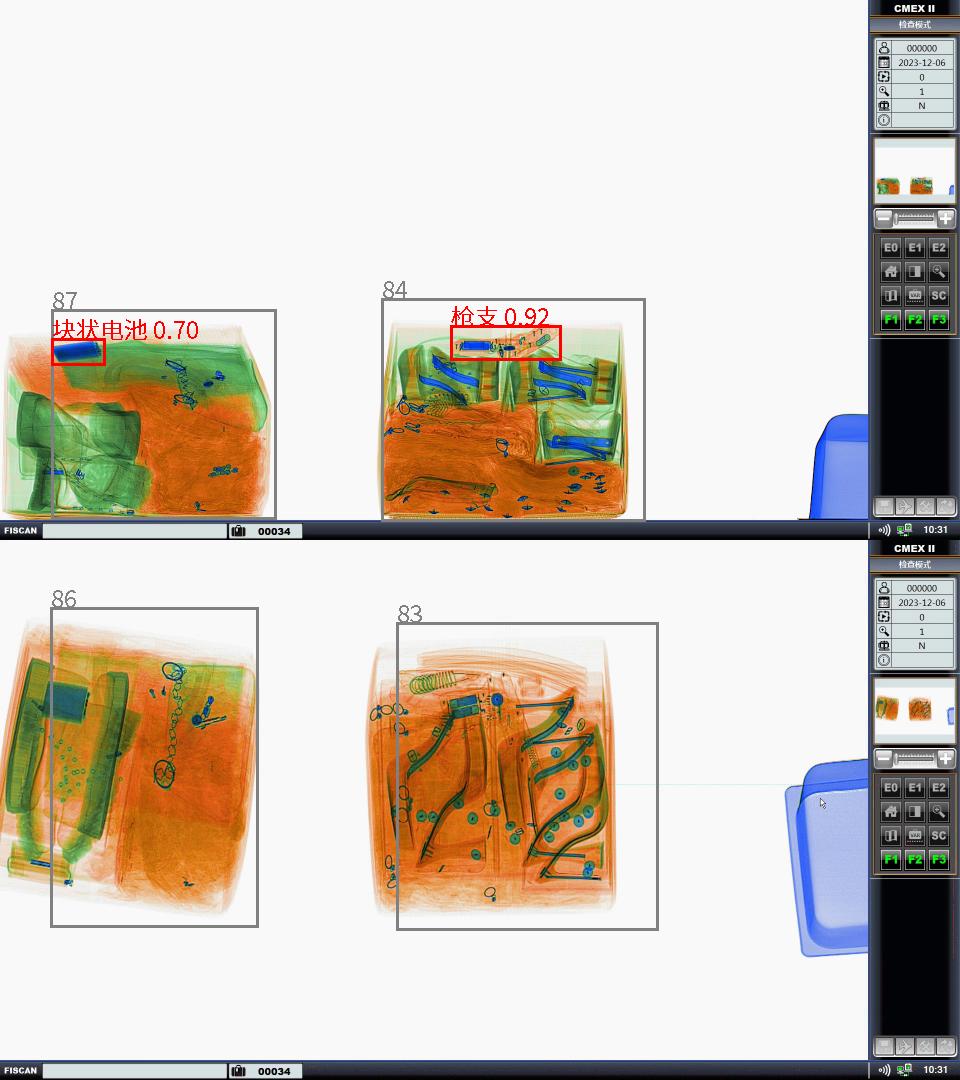 CMEX II
检查模式
000000
2023-12-06
0
1
N
E0 E1 E2
VAR SC
F1 F2 F3
87
块状电池 0.70
84
枪支 0.92
FISCAN
00034
10:31
CMEX II
检查模式
000000
2023-12-06
0
1
N
E0 E1 E2
VAR SC
F1 F2 F3
86
83
FISCAN
00034
10:31